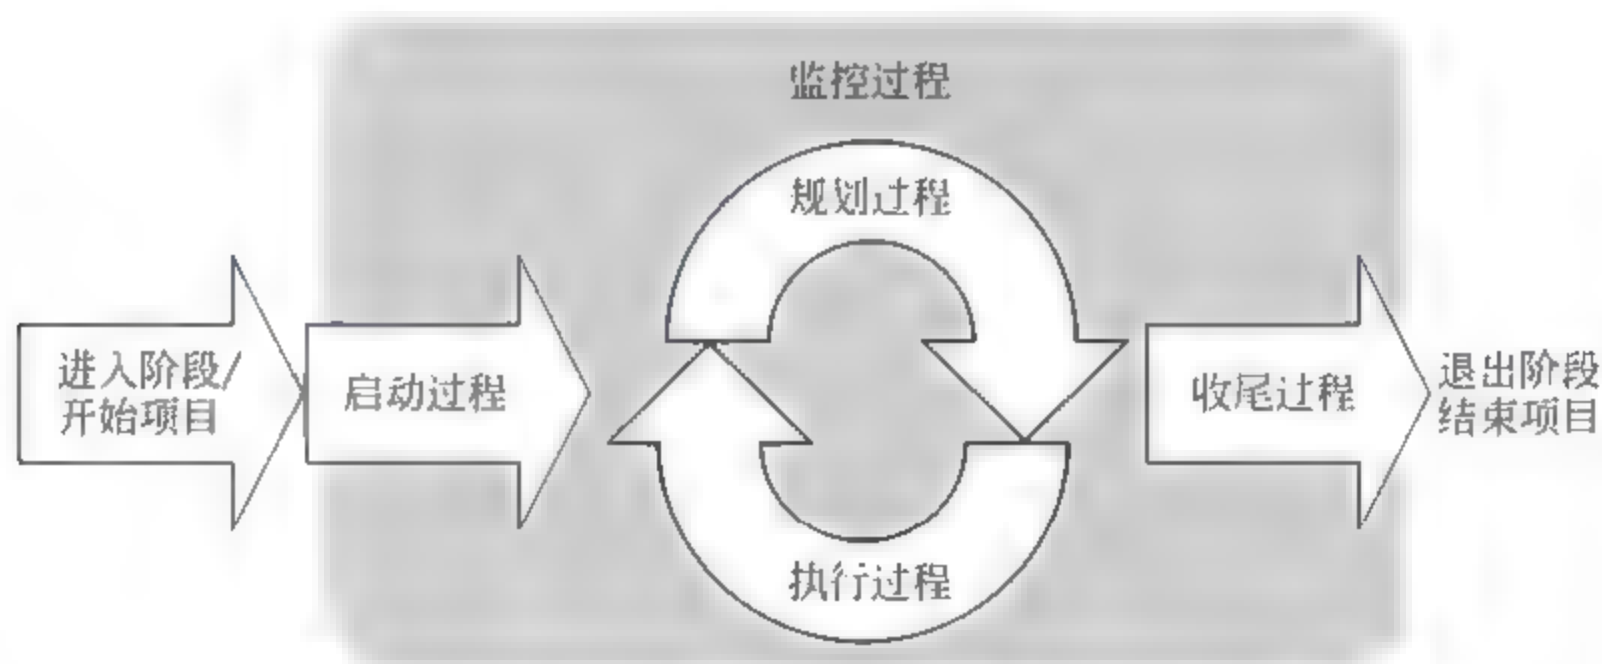 监控过程
规划过程
进入阶段/
开始项目
启动过程
收尾过程
退出阶段
结束项目
执行过程